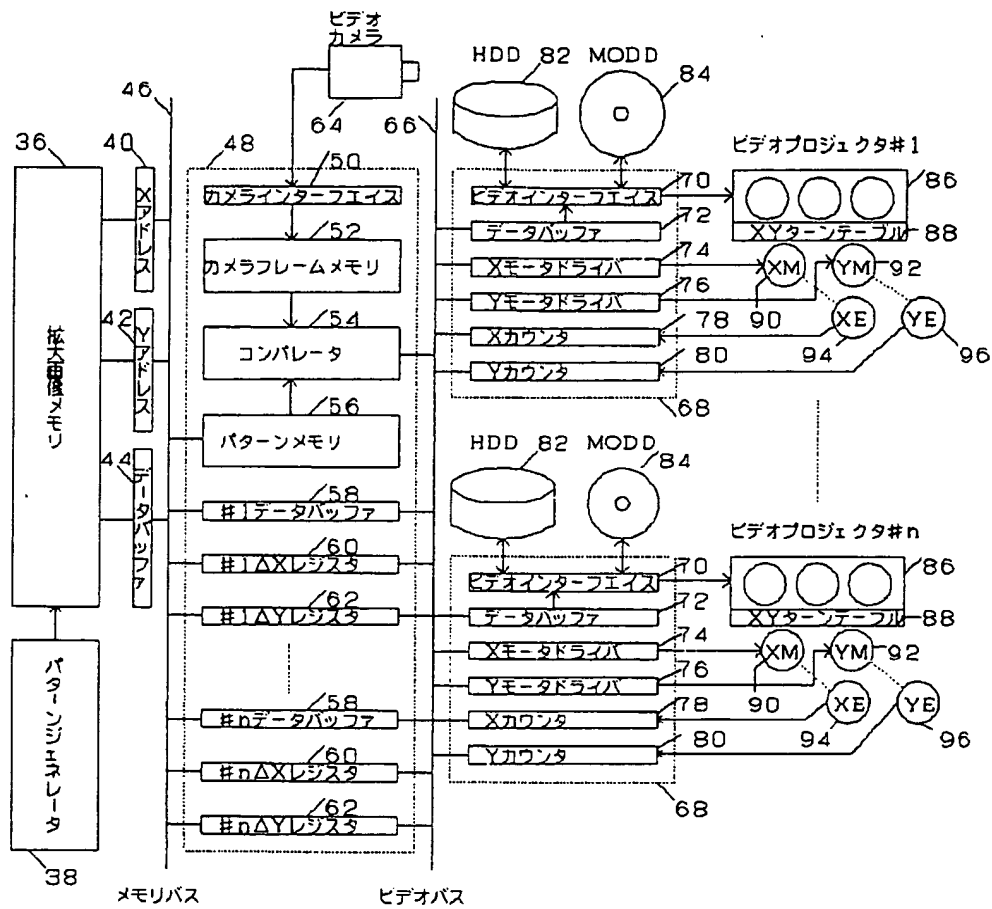 ビデオ
カメラ
64
46
66
36
拡大画像メモリ
38
パターンジェネレータ
40
Xアドレス
42
Yアドレス
44
データバッファ
48
50
カメラインターフェイス
52
カメラフレームメモリ
54
コンパレータ
56
パターンメモリ
58
#1データバッファ
60
#1ΔXレジスタ
62
#1ΔYレジスタ
58
#nデータバッファ
60
#nΔXレジスタ
62
#nΔYレジスタ
メモリバス
ビデオバス
HDD 82
MODD
84
70
ビデオインターフェイス
72
データバッファ
74
Xモータドライバ
76
Yモータドライバ
78
Xカウンタ
80
Yカウンタ
68
ビデオプロジェクタ#1
86
XYターンテーブル
88
XM
YM
92
90
XE
YE
94
96
HDD 82
MODD
84
70
ビデオインターフェイス
72
データバッファ
74
Xモータドライバ
76
Yモータドライバ
78
Xカウンタ
80
Yカウンタ
68
ビデオプロジェクタ#n
86
XYターンテーブル
88
XM
YM
92
90
XE
YE
94
96